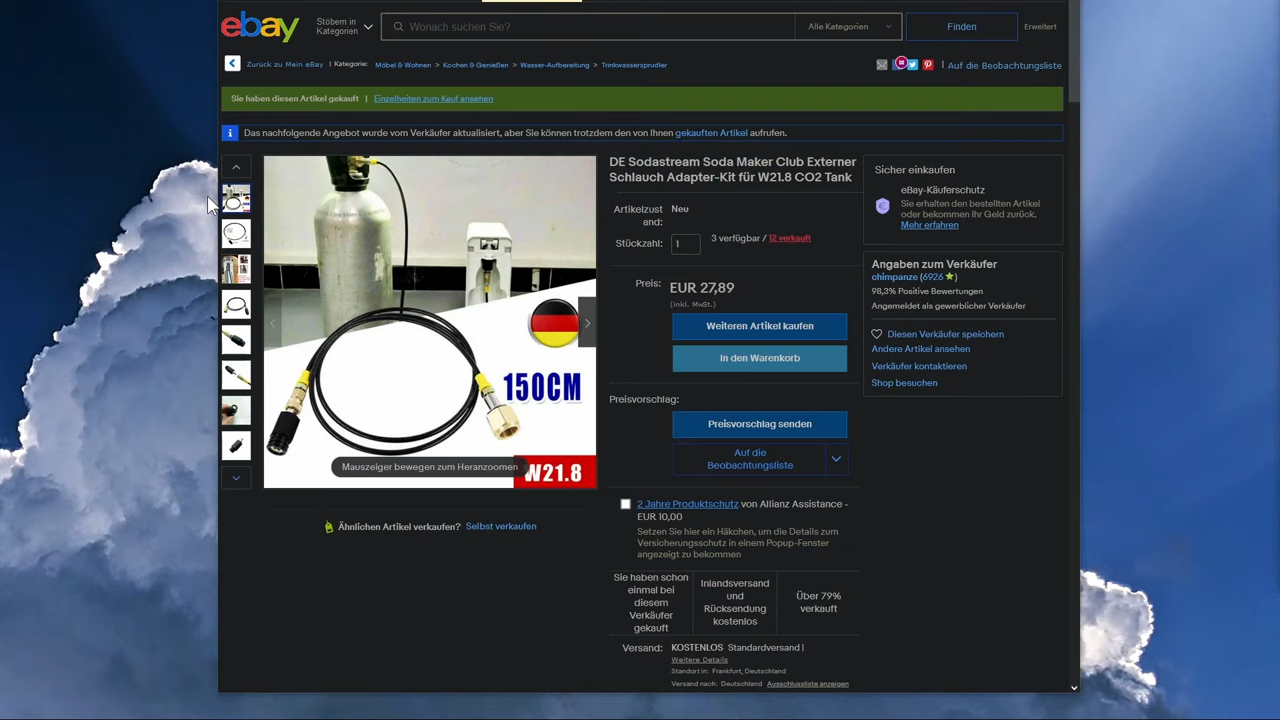 ebay
Stöbern in
Kategorien
Wonach suchen Sie?
Alle Kategorien
Finden
Erweitert
Zurück zu Mein eBay | Kategorie: Möbel & Wohnen > Kochen & Genießen > Wasser-Aufbereitung > Trinkwassersprudler
| Auf die Beobachtungsliste
Sie haben diesen Artikel gekauft | Einzelheiten zum Kauf ansehen
i Das nachfolgende Angebot wurde vom Verkäufer aktualisiert, aber Sie können trotzdem den von Ihnen gekauften Artikel aufrufen.
150CM
W21.8
Mauszeiger bewegen zum Heranzoomen
Ähnlichen Artikel verkaufen? Selbst verkaufen
DE Sodastream Soda Maker Club Externer
Schlauch Adapter-Kit für W21.8 CO2 Tank
Artikelzust
and:
Neu
Stückzahl:
1
3 verfügbar / 12 verkauft
Preis:
EUR 27,89
(inkl. MwSt.)
Weiteren Artikel kaufen
In den Warenkorb
Preisvorschlag:
Preisvorschlag senden
Auf die
Beobachtungsliste
2 Jahre Produktschutz von Allianz Assistance -
EUR 10,00
Setzen Sie hier ein Häkchen, um die Details zum
Versicherungsschutz in einem Popup-Fenster
angezeigt zu bekommen
Sie haben schon
einmal bei
diesem
Verkäufer
gekauft
Inlandsversand
und
Rücksendung
kostenlos
Über 79%
verkauft
Versand:
KOSTENLOS Standardversand |
Weitere Details
Standort in: Frankfurt, Deutschland
Versand nach: Deutschland Ausschlussliste anzeigen
Sicher einkaufen
eBay-Käuferschutz
Sie erhalten den bestellten Artikel
oder bekommen Ihr Geld zurück.
Mehr erfahren
Angaben zum Verkäufer
chimpanze (6926)
98,3% Positive Bewertungen
Angemeldet als gewerblicher Verkäufer
Diesen Verkäufer speichern
Andere Artikel ansehen
Verkäufer kontaktieren
Shop besuchen